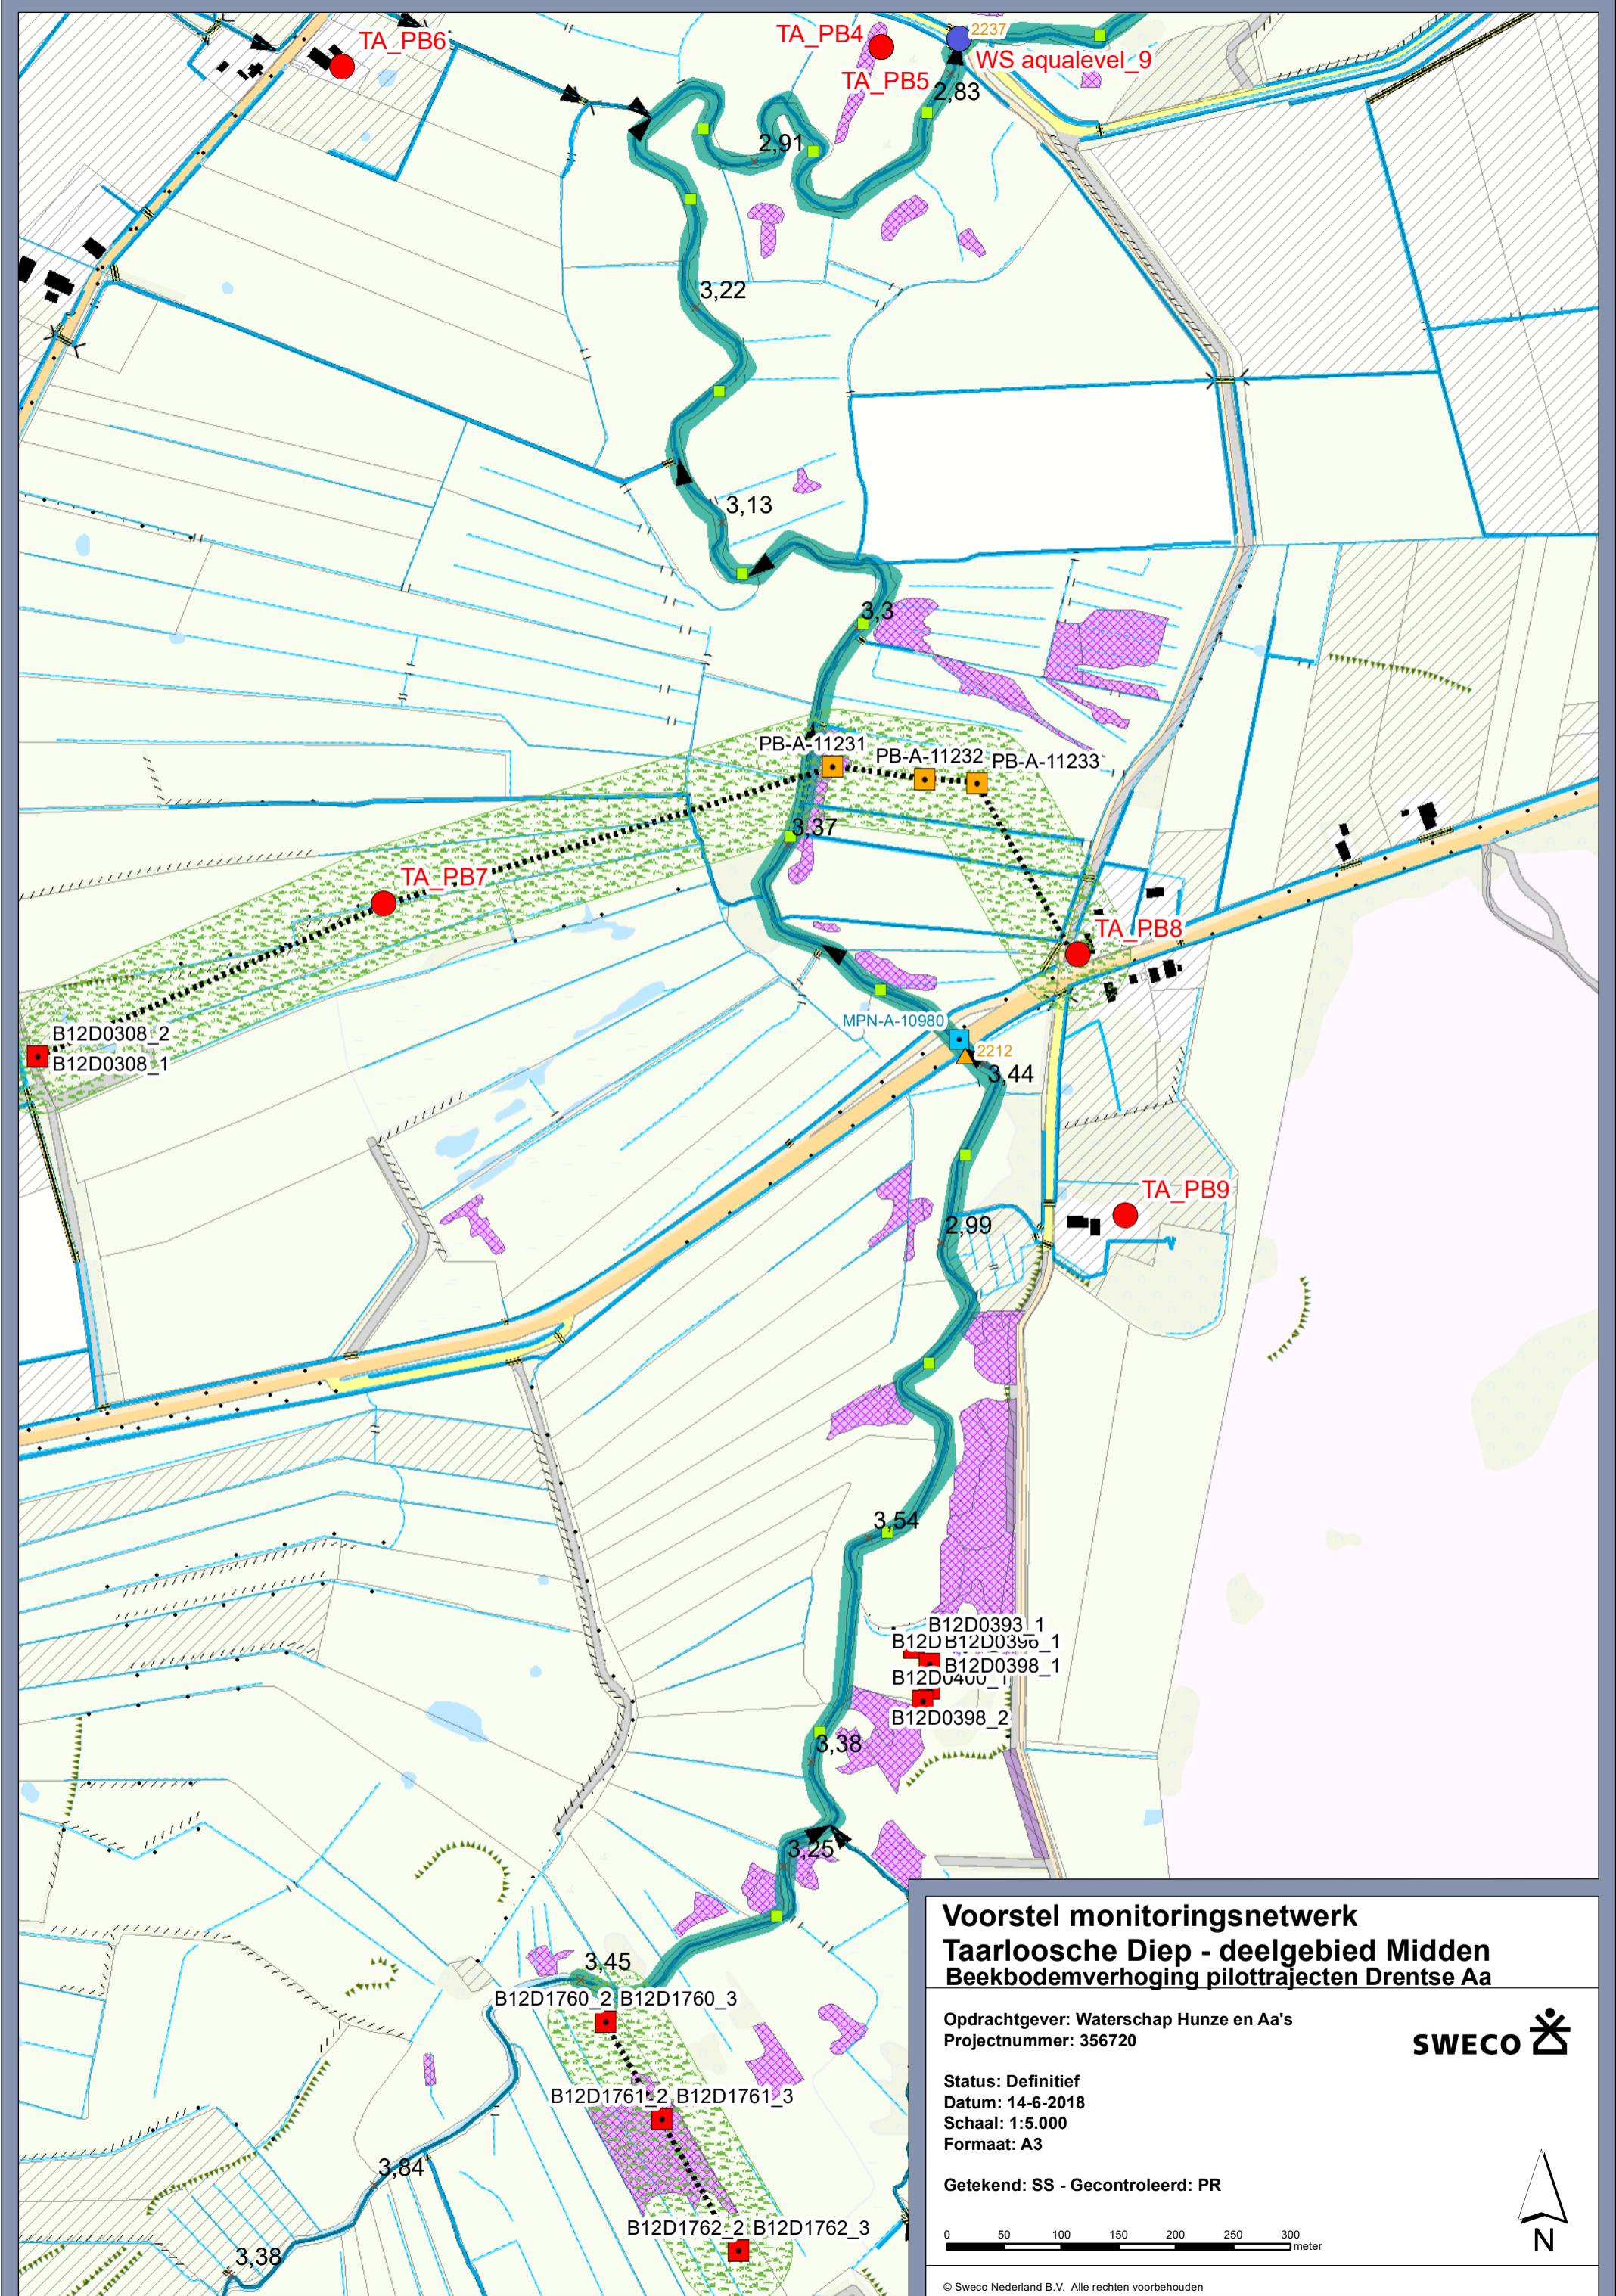 TA_PB6
TA_PB4
2237
WS aqualevel_9
TA_PB5
2,83
2,91
3,22
3,13
3,3
PB-A-11231
PB-A-11232
PB-A-11233
3,37
TA_PB7
TA_PB8
MPN-A-10980
B12D0308_2
B12D0308_1
2212
3,44
TA_PB9
2,99
3,54
B12D0393_1
B12D B12D0396_1
B12D0398_1
B12D0400_1
B12D0398_2
3,38
3,25
3,45
B12D1760_2 B12D1760_3
B12D1761_2 B12D1761_3
3,84
B12D1762_2 B12D1762_3
3,38
Voorstel monitoringsnetwerk
Taarloosche Diep - deelgebied Midden
Beekbodemverhoging pilottrajecten Drentse Aa
Opdrachtgever: Waterschap Hunze en Aa's
Projectnummer: 356720
SWECO
Status: Definitief
Datum: 14-6-2018
Schaal: 1:5.000
Formaat: A3
Getekend: SS - Gecontroleerd: PR
0 50 100 150 200 250 300
meter
N
© Sweco Nederland B.V. Alle rechten voorbehouden